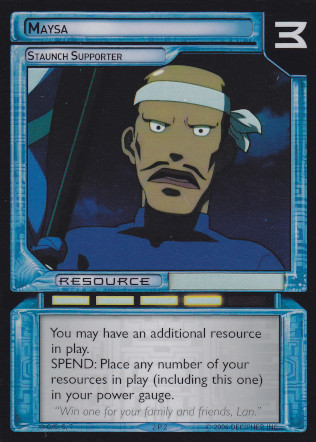 MAYSA
3
STAUNCH SUPPORTER
RESOURCE
You may have an additional resource
in play.
SPEND: Place any number of your
resources in play (including this one)
in your power gauge.
"Win one for your family and friends, Lan."
2P2
© 2004 DECIPHER INC.